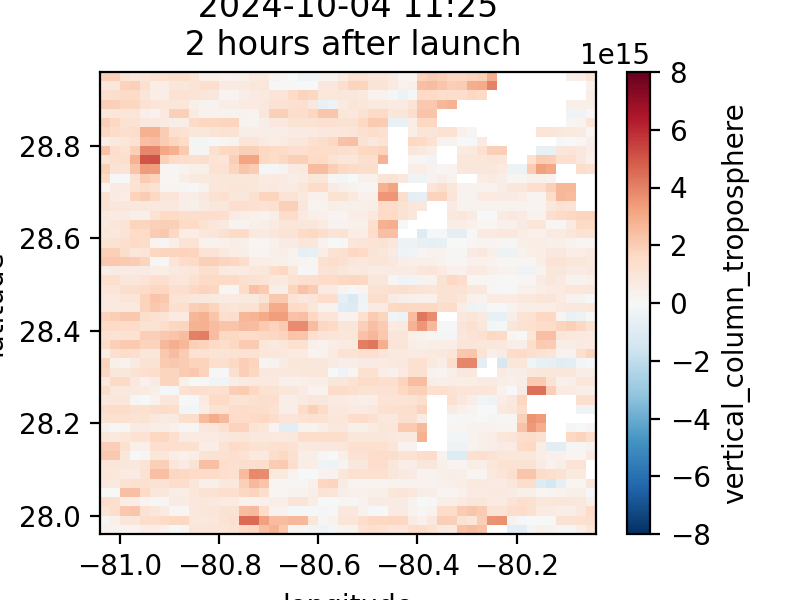 2024-10-04 11:25
2 hours after launch
1e15
8
6
4
2
0
−2
−4
−6
−8
vertical_column_troposphere
28.8
28.6
28.4
28.2
28.0
latitude
−81.0 −80.8 −80.6 −80.4 −80.2
longitude